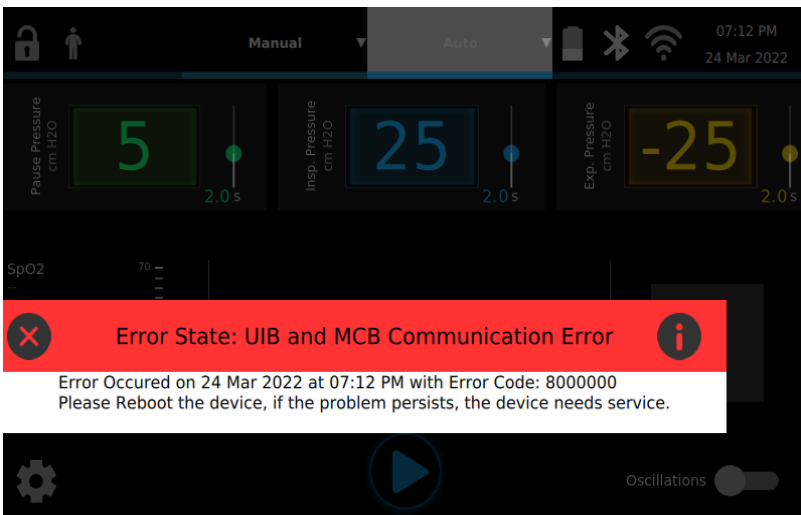 Manual
Auto
07:12 PM
24 Mar 2022
Pause Pressure
cm H2O
5
2.0 s
Insp. Pressure
cm H2O
25
2.0 s
Exp. Pressure
cm H2O
-25
2.0 s
SpO2
--
70
Error State: UIB and MCB Communication Error
Error Occured on 24 Mar 2022 at 07:12 PM with Error Code: 8000000
Please Reboot the device, if the problem persists, the device needs service.
Oscillations